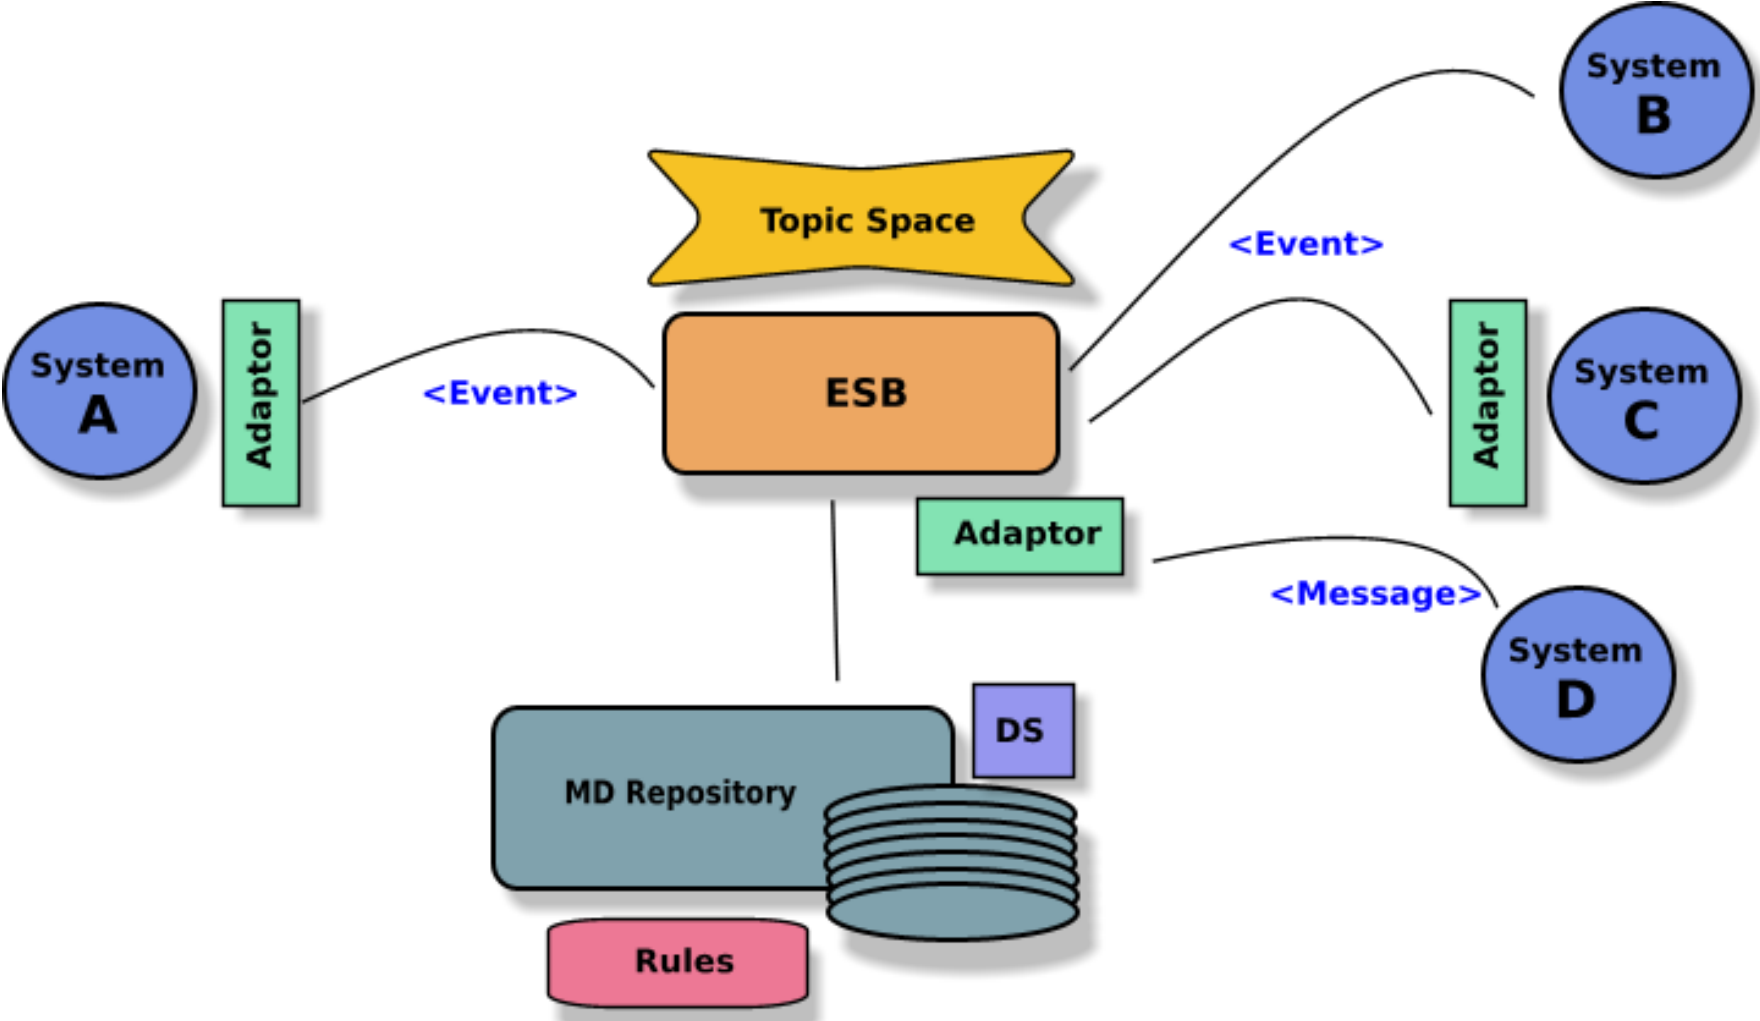 System
B
Topic Space
<Event>
System
A
Adaptor
<Event>
ESB
Adaptor
System
C
Adaptor
<Message>
System
D
DS
MD Repository
Rules